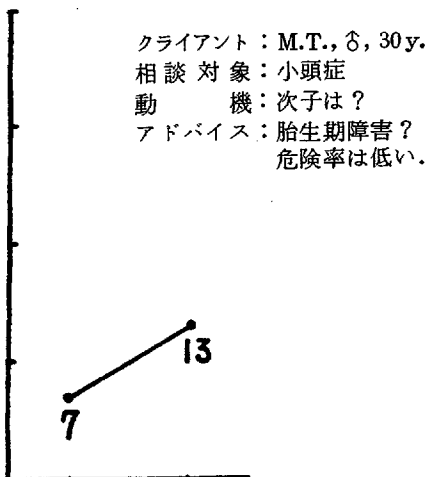 クライアント：M.T., ♂, 30y.
相談対象：小頭症
動機：次子は？
アドバイス：胎生期障害？
危険率は低い．
13
7